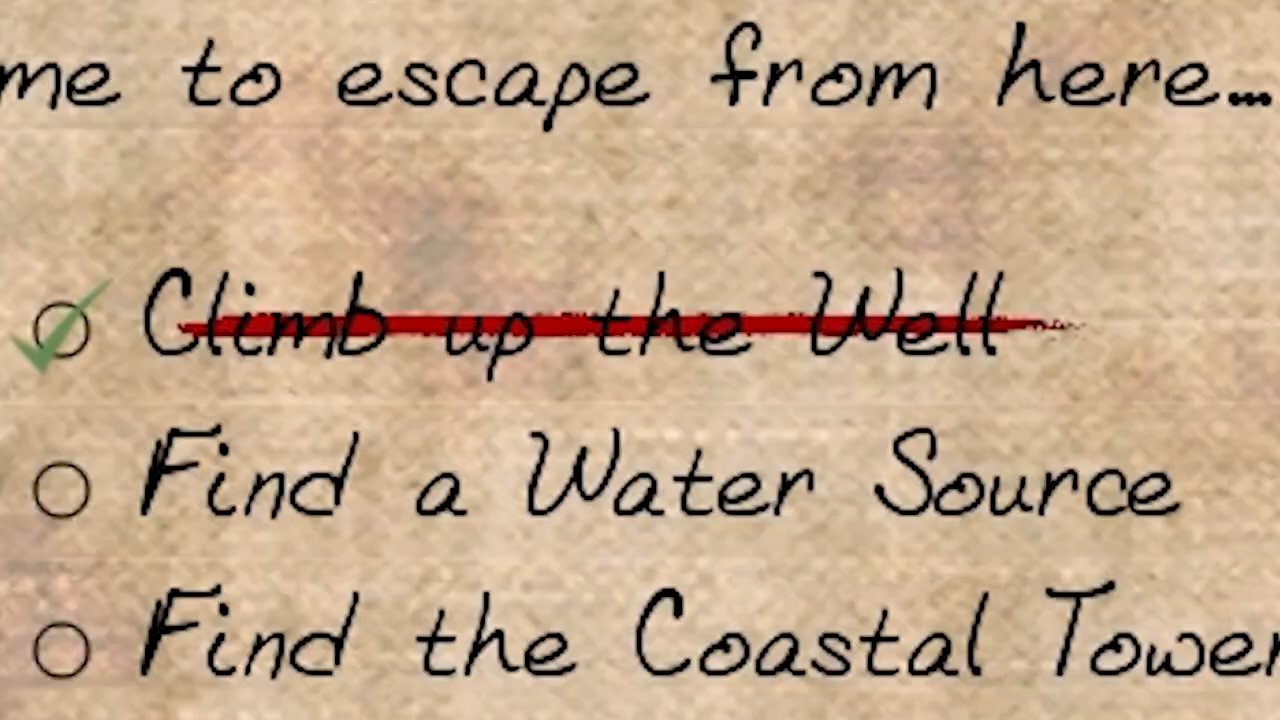 me to escape from here...
Climb up the Well
Find a Water Source
Find the Coastal Tower